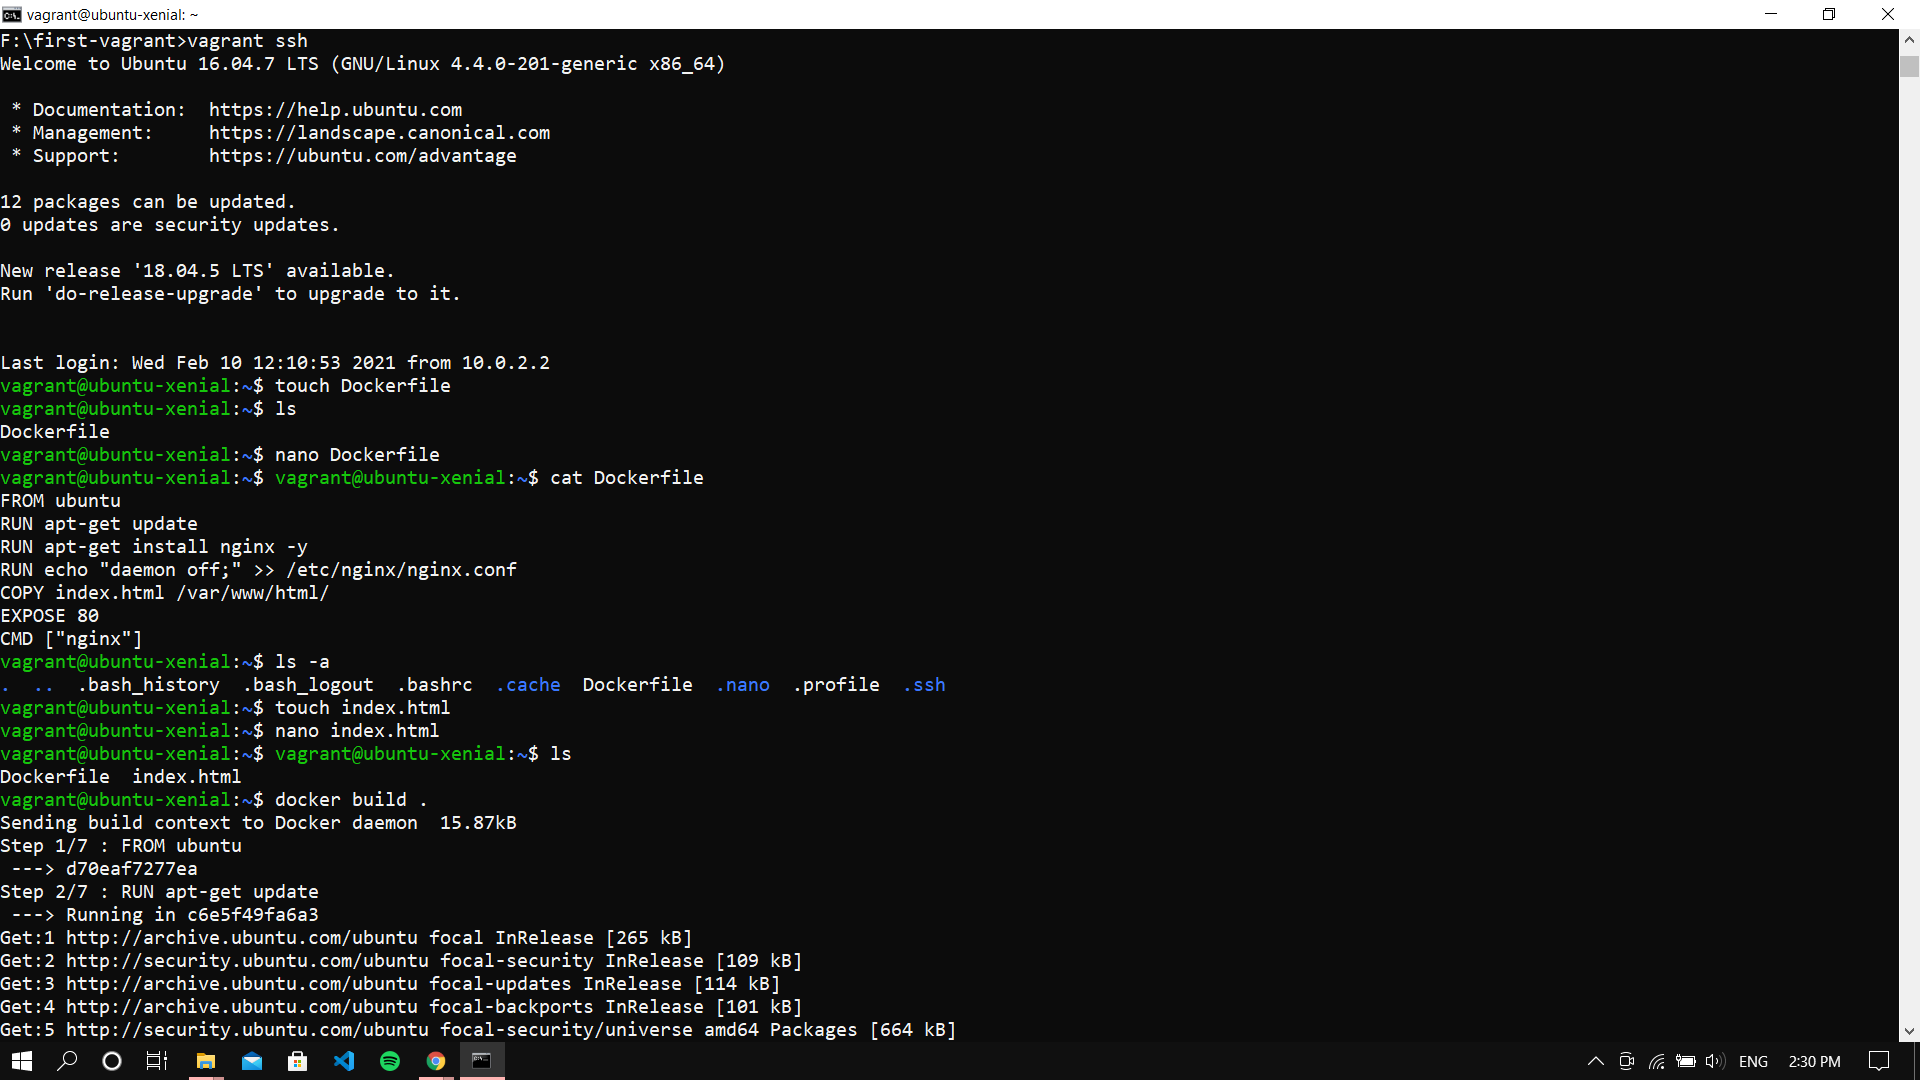 vagrant@ubuntu-xenial: ~
F:\first-vagrant>vagrant ssh
Welcome to Ubuntu 16.04.7 LTS (GNU/Linux 4.4.0-201-generic x86_64)
* Documentation:  https://help.ubuntu.com
* Management:     https://landscape.canonical.com
* Support:        https://ubuntu.com/advantage
12 packages can be updated.
0 updates are security updates.
New release '18.04.5 LTS' available.
Run 'do-release-upgrade' to upgrade to it.
Last login: Wed Feb 10 12:10:53 2021 from 10.0.2.2
vagrant@ubuntu-xenial:~$ touch Dockerfile
vagrant@ubuntu-xenial:~$ ls
Dockerfile
vagrant@ubuntu-xenial:~$ nano Dockerfile
vagrant@ubuntu-xenial:~$ vagrant@ubuntu-xenial:~$ cat Dockerfile
FROM ubuntu
RUN apt-get update
RUN apt-get install nginx -y
RUN echo "daemon off;" >> /etc/nginx/nginx.conf
COPY index.html /var/www/html/
EXPOSE 80
CMD ["nginx"]
vagrant@ubuntu-xenial:~$ ls -a
.  ..  .bash_history  .bash_logout  .bashrc  .cache  Dockerfile  .nano  .profile  .ssh
vagrant@ubuntu-xenial:~$ touch index.html
vagrant@ubuntu-xenial:~$ nano index.html
vagrant@ubuntu-xenial:~$ vagrant@ubuntu-xenial:~$ ls
Dockerfile  index.html
vagrant@ubuntu-xenial:~$ docker build .
Sending build context to Docker daemon  15.87kB
Step 1/7 : FROM ubuntu
---> d70eaf7277ea
Step 2/7 : RUN apt-get update
---> Running in c6e5f49fa6a3
Get:1 http://archive.ubuntu.com/ubuntu focal InRelease [265 kB]
Get:2 http://security.ubuntu.com/ubuntu focal-security InRelease [109 kB]
Get:3 http://archive.ubuntu.com/ubuntu focal-updates InRelease [114 kB]
Get:4 http://archive.ubuntu.com/ubuntu focal-backports InRelease [101 kB]
Get:5 http://security.ubuntu.com/ubuntu focal-security/universe amd64 Packages [664 kB]
ENG 2:30 PM